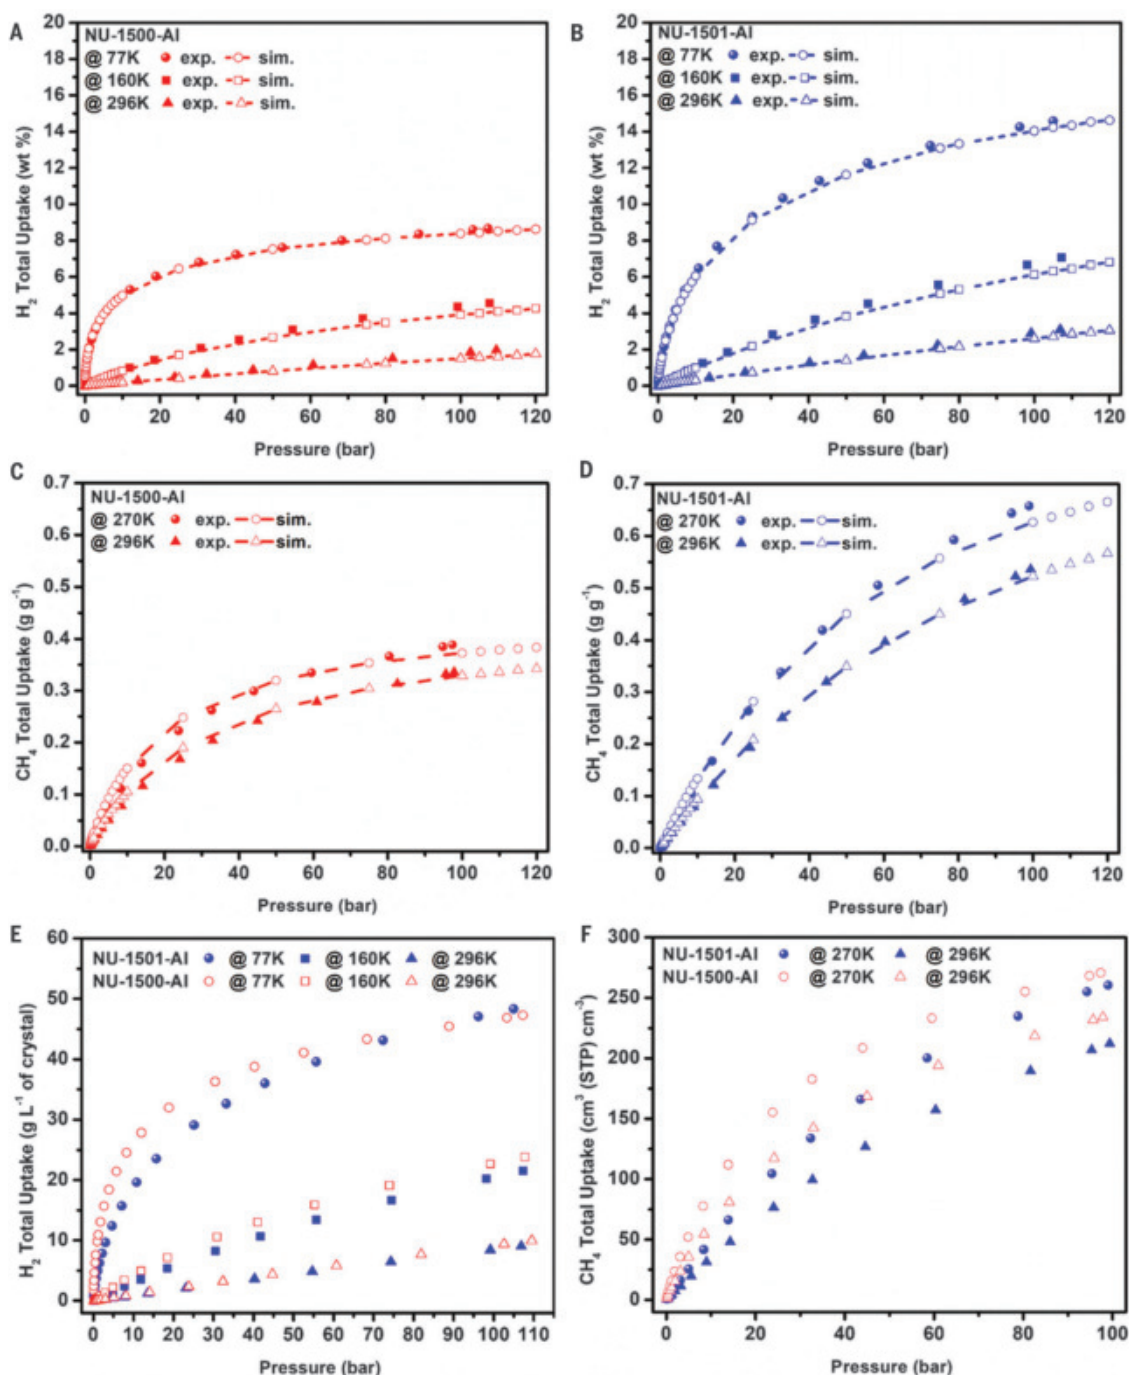 A
NU-1500-Al
@ 77K exp. sim.
@ 160K exp. sim.
@ 296K exp. sim.
20
18
16
14
12
10
8
6
4
2
0
H₂ Total Uptake (wt %)
0 20 40 60 80 100 120
Pressure (bar)
B
NU-1501-Al
@ 77K exp. sim.
@ 160K exp. sim.
@ 296K exp. sim.
20
18
16
14
12
10
8
6
4
2
0
H₂ Total Uptake (wt %)
0 20 40 60 80 100 120
Pressure (bar)
C
NU-1500-Al
@ 270K exp. sim.
@ 296K exp. sim.
0.7
0.6
0.5
0.4
0.3
0.2
0.1
0.0
CH₄ Total Uptake (g g⁻¹)
0 20 40 60 80 100 120
Pressure (bar)
D
NU-1501-Al
@ 270K exp. sim.
@ 296K exp. sim.
0.7
0.6
0.5
0.4
0.3
0.2
0.1
0.0
CH₄ Total Uptake (g g⁻¹)
0 20 40 60 80 100 120
Pressure (bar)
E
NU-1501-Al @ 77K @ 160K @ 296K
NU-1500-Al @ 77K @ 160K @ 296K
60
50
40
30
20
10
0
H₂ Total Uptake (g L⁻¹ of crystal)
0 10 20 30 40 50 60 70 80 90 100 110
Pressure (bar)
F
NU-1501-Al @ 270K @ 296K
NU-1500-Al @ 270K @ 296K
300
250
200
150
100
50
0
CH₄ Total Uptake (cm³ (STP) cm⁻³)
0 20 40 60 80 100
Pressure (bar)